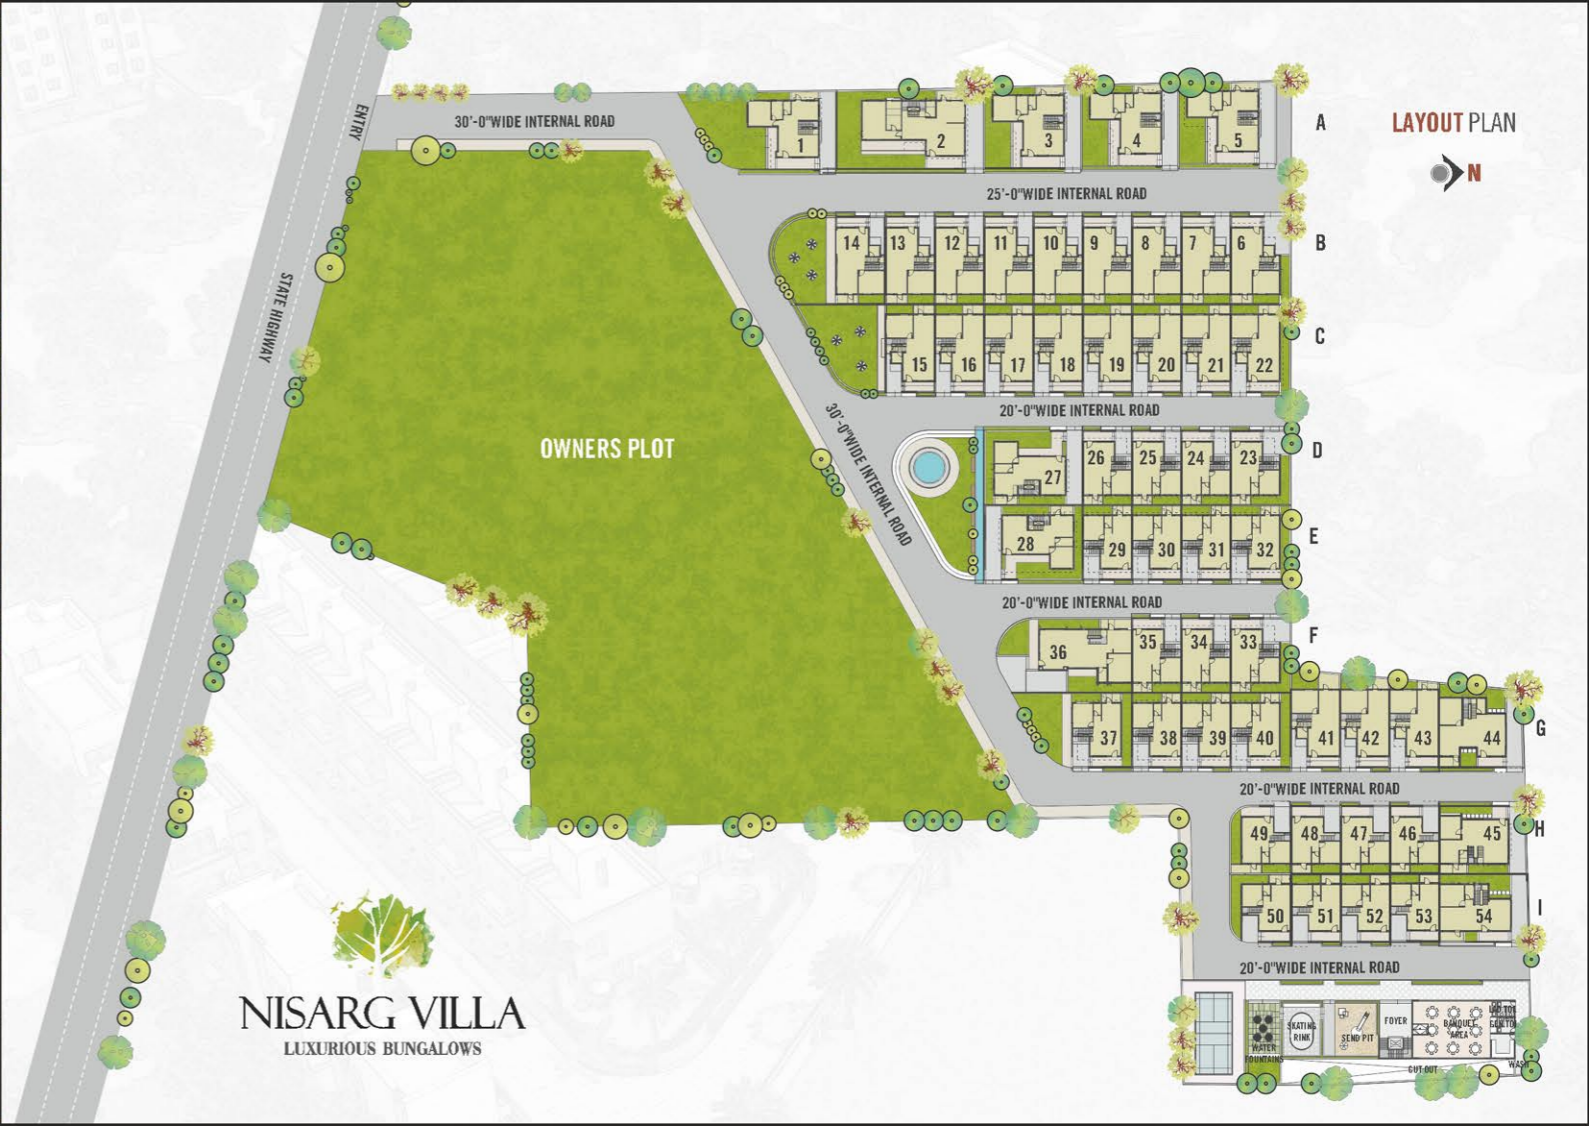 LAYOUT PLAN
N
ENTRY
30'-0"WIDE INTERNAL ROAD
STATE HIGHWAY
OWNERS PLOT
30'-0"WIDE INTERNAL ROAD
1 2 3 4 5 A
25'-0"WIDE INTERNAL ROAD
14 13 12 11 10 9 8 7 6 B
15 16 17 18 19 20 21 22 C
20'-0"WIDE INTERNAL ROAD
27 26 25 24 23 D
28 29 30 31 32 E
20'-0"WIDE INTERNAL ROAD
36 35 34 33 F
37 38 39 40 41 42 43 44 G
20'-0"WIDE INTERNAL ROAD
49 48 47 46 45 H
50 51 52 53 54 I
20'-0"WIDE INTERNAL ROAD
WATER
FOUNTAINS
SKATING
RINK
SEND PIT
FOYER
BANQUET
AREA
CUT OUT
WASH
NISARG VILLA
LUXURIOUS BUNGALOWS